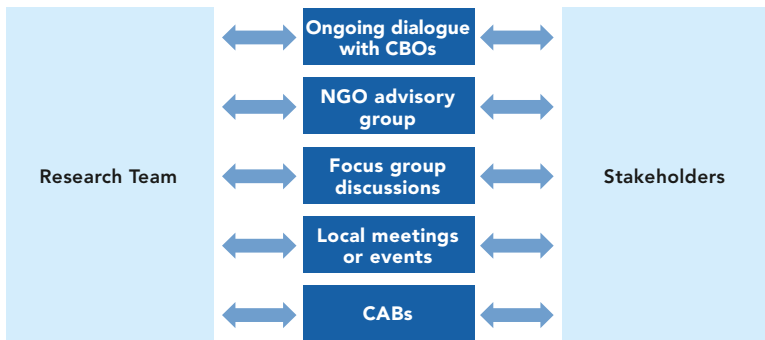 Research Team
Ongoing dialogue
with CBOs
NGO advisory
group
Focus group
discussions
Local meetings
or events
CABs
Stakeholders